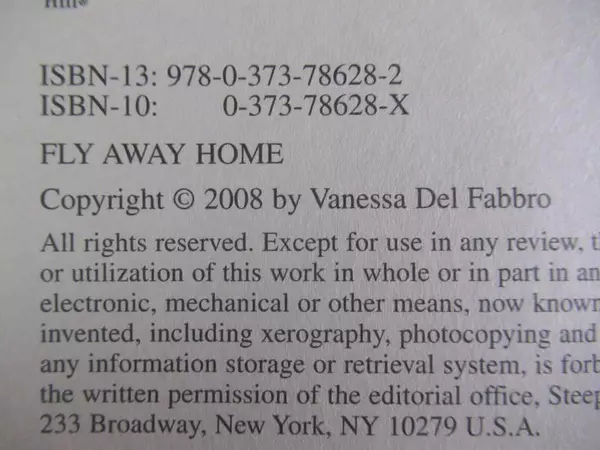 Hill®
ISBN-13: 978-0-373-78628-2
ISBN-10: 0-373-78628-X
FLY AWAY HOME
Copyright © 2008 by Vanessa Del Fabbro
All rights reserved. Except for use in any review,
or utilization of this work in whole or in part in
electronic, mechanical or other means, now known
invented, including xerography, photocopying and
any information storage or retrieval system, is
the written permission of the editorial office,
233 Broadway, New York, NY 10279 U.S.A.